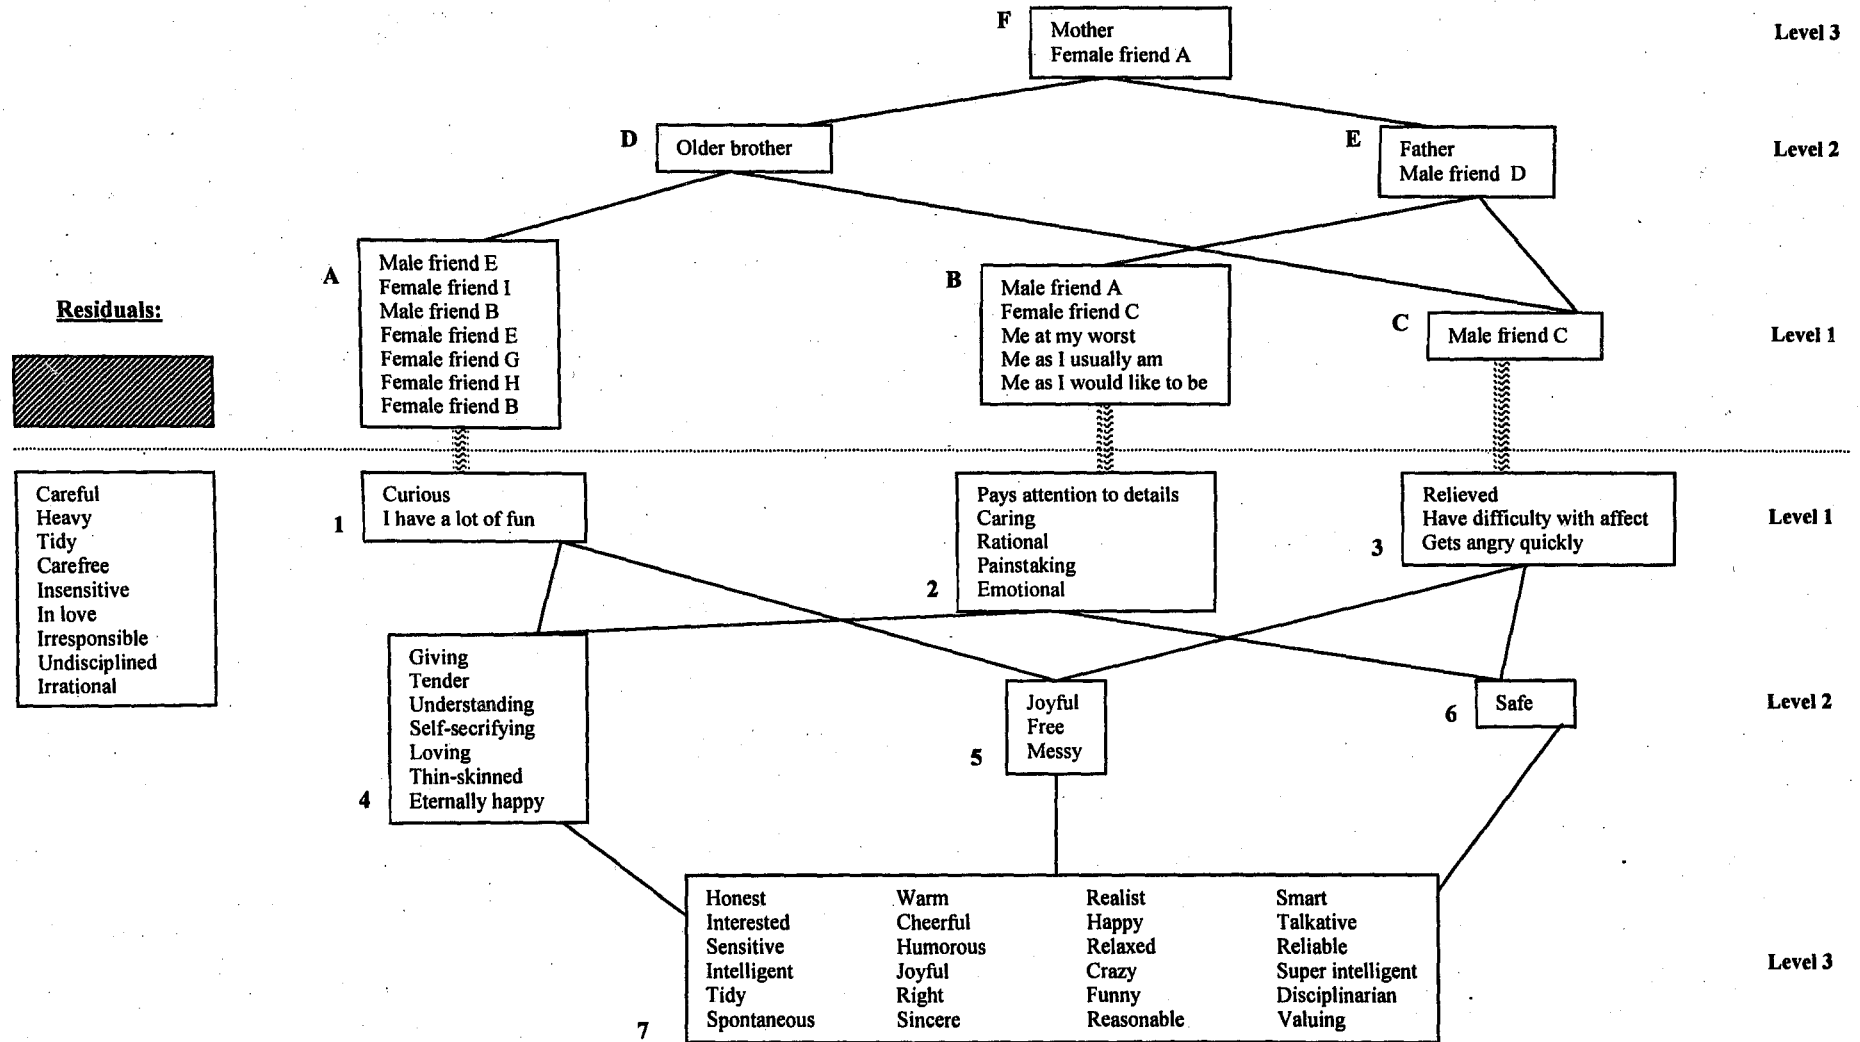 F
Mother
Female friend A
Level 3
D
Older brother
E
Father
Male friend D
Level 2
A
Male friend E
Female friend I
Male friend B
Female friend E
Female friend G
Female friend H
Female friend B
B
Male friend A
Female friend C
Me at my worst
Me as I usually am
Me as I would like to be
C
Male friend C
Level 1
Residuals:
Careful
Heavy
Tidy
Carefree
Insensitive
In love
Irresponsible
Undisciplined
Irrational
1
Curious
I have a lot of fun
2
Pays attention to details
Caring
Rational
Painstaking
Emotional
3
Relieved
Have difficulty with affect
Gets angry quickly
Level 1
4
Giving
Tender
Understanding
Self-secrifying
Loving
Thin-skinned
Eternally happy
5
Joyful
Free
Messy
6
Safe
Level 2
7
Honest Warm Realist Smart
Interested Cheerful Happy Talkative
Sensitive Humorous Relaxed Reliable
Intelligent Joyful Crazy Super intelligent
Tidy Right Funny Disciplinarian
Spontaneous Sincere Reasonable Valuing
Level 3